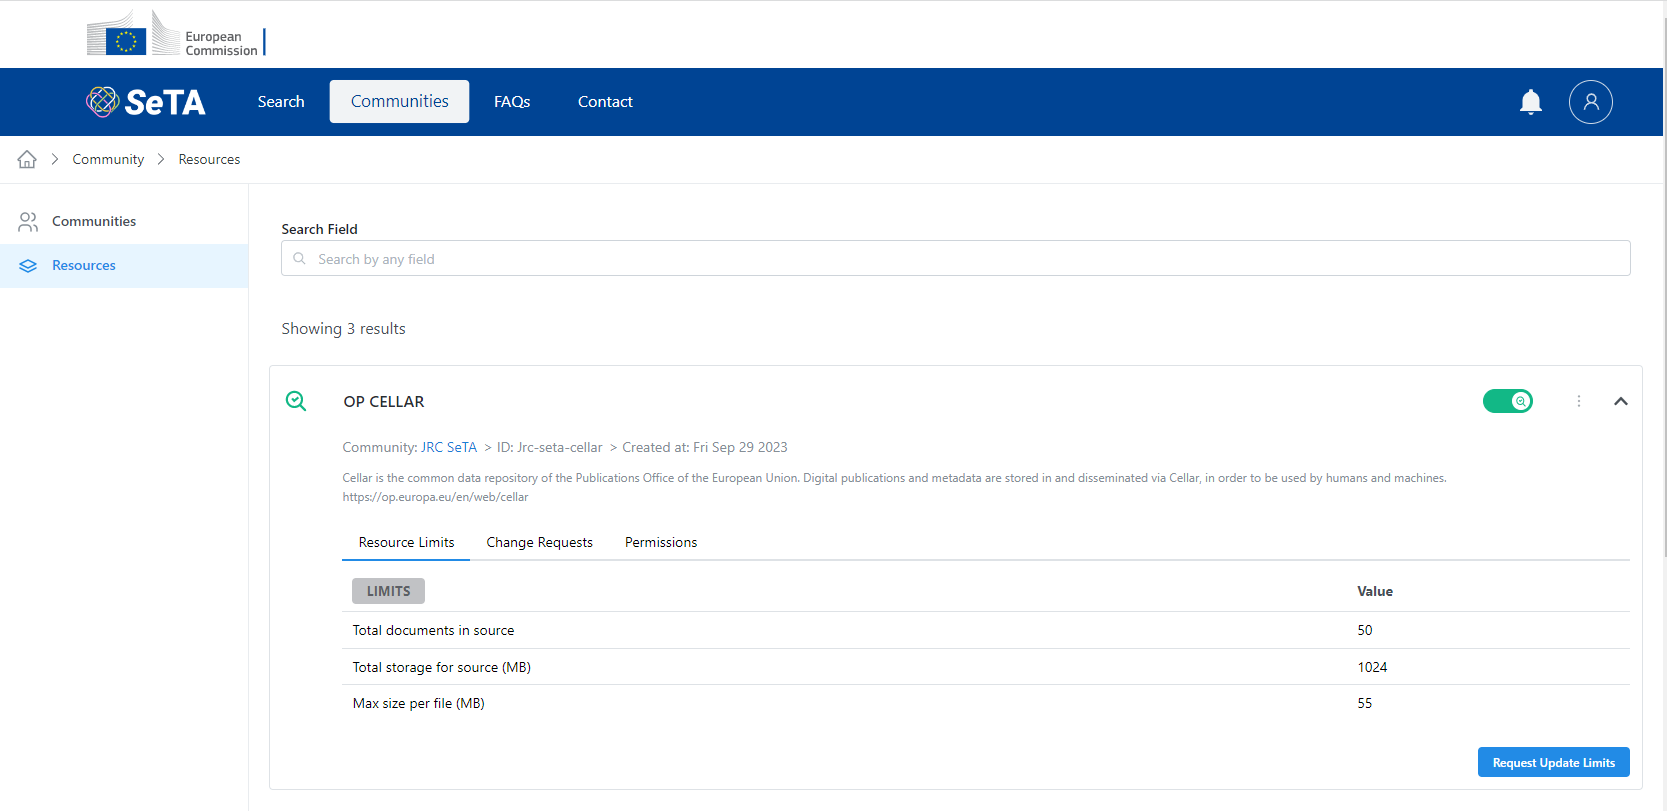 European
Commission
SeTA Search Communities FAQs Contact
Community Resources
Communities
Resources
Search Field
Search by any field
Showing 3 results
OP CELLAR
Community: JRC SeTA > ID: Jrc-seta-cellar > Created at: Fri Sep 29 2023
Cellar is the common data repository of the Publications Office of the European Union. Digital publications and metadata are stored in and disseminated via Cellar, in order to be used by humans and machines.
https://op.europa.eu/en/web/cellar
Resource Limits Change Requests Permissions
LIMITS Value
Total documents in source 50
Total storage for source (MB) 1024
Max size per file (MB) 55
Request Update Limits